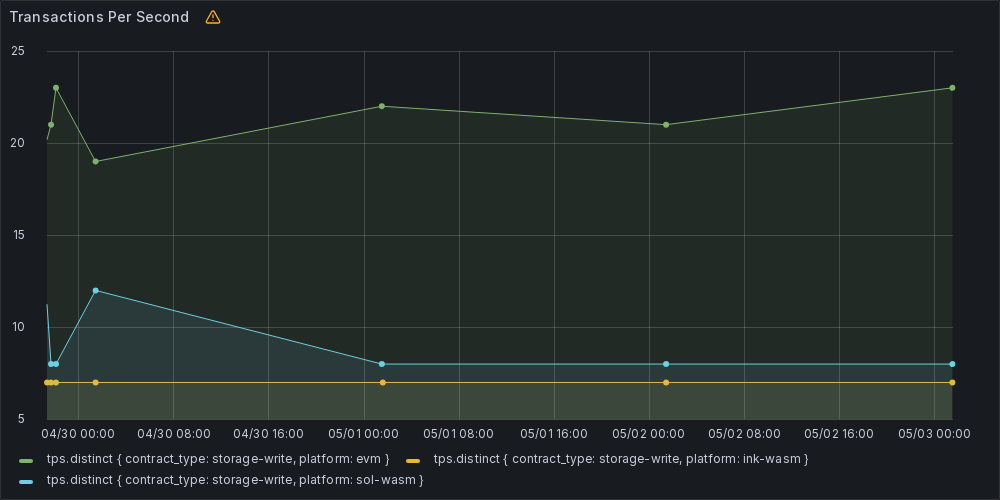 Transactions Per Second
25
20
15
10
5
04/30 00:00 04/30 08:00 04/30 16:00 05/01 00:00 05/01 08:00 05/01 16:00 05/02 00:00 05/02 08:00 05/02 16:00 05/03 00:00
tps.distinct { contract_type: storage-write, platform: evm } tps.distinct { contract_type: storage-write, platform: ink-wasm }
tps.distinct { contract_type: storage-write, platform: sol-wasm }